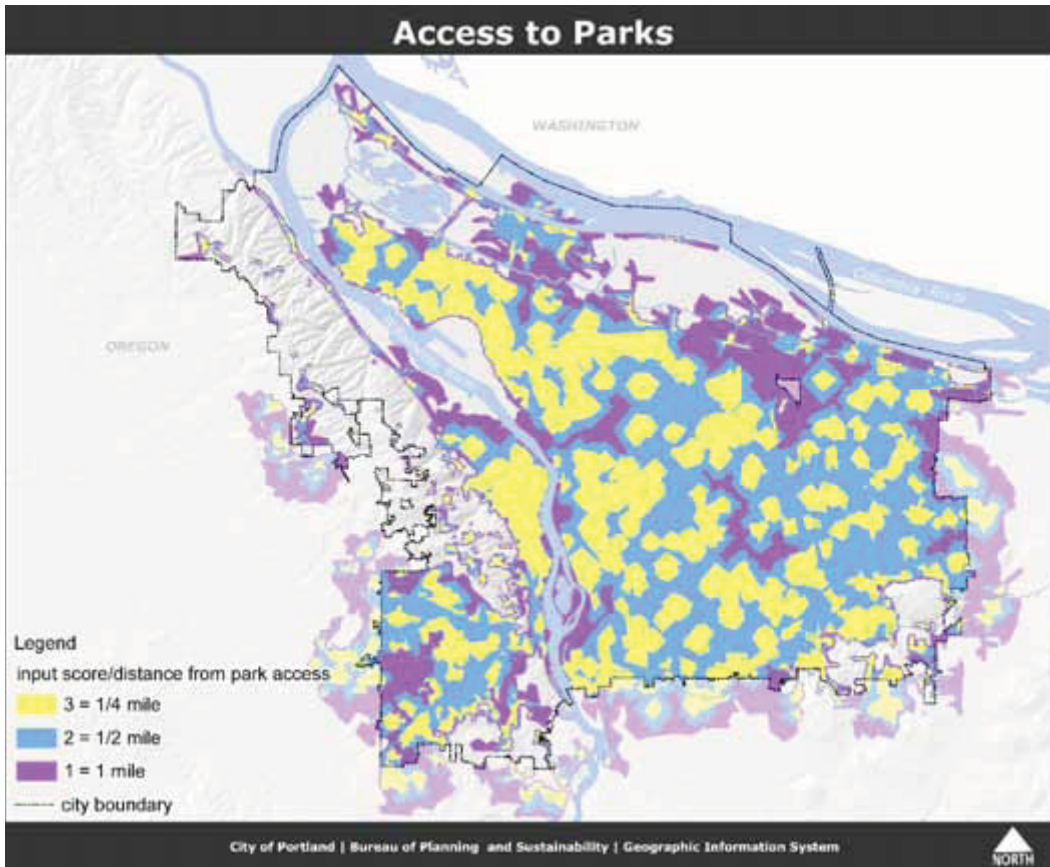 Access to Parks
WASHINGTON
Columbia River
OREGON
Legend
input score/distance from park access
3 = 1/4 mile
2 = 1/2 mile
1 = 1 mile
city boundary
City of Portland | Bureau of Planning and Sustainability | Geographic Information System
NORTH